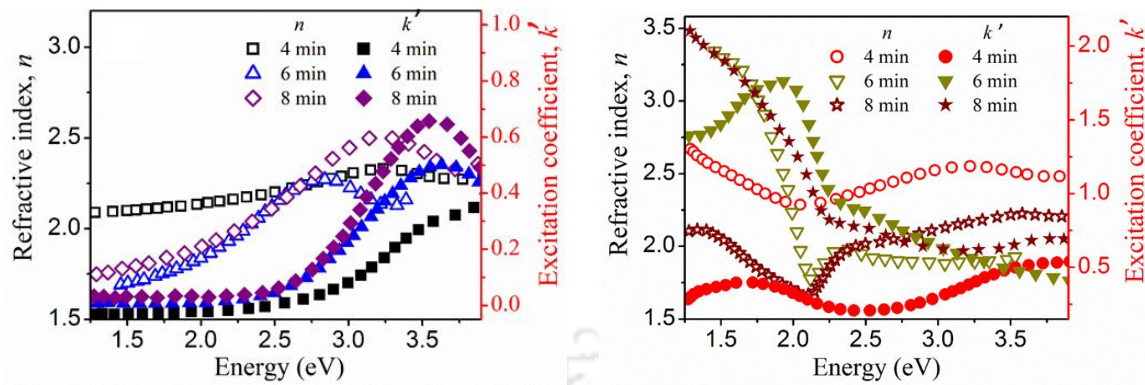 n k′
4 min 4 min
6 min 6 min
8 min 8 min
3.0
2.5
2.0
1.5
Refractive index, n
1.0
0.8
0.6
0.4
0.2
0.0
Excitation coefficient, k′
1.5 2.0 2.5 3.0 3.5
Energy (eV)
n k′
4 min 4 min
6 min 6 min
8 min 8 min
3.5
3.0
2.5
2.0
1.5
Refractive index, n
2.0
1.5
1.0
0.5
Excitation coefficient, k′
1.5 2.0 2.5 3.0 3.5
Energy (eV)